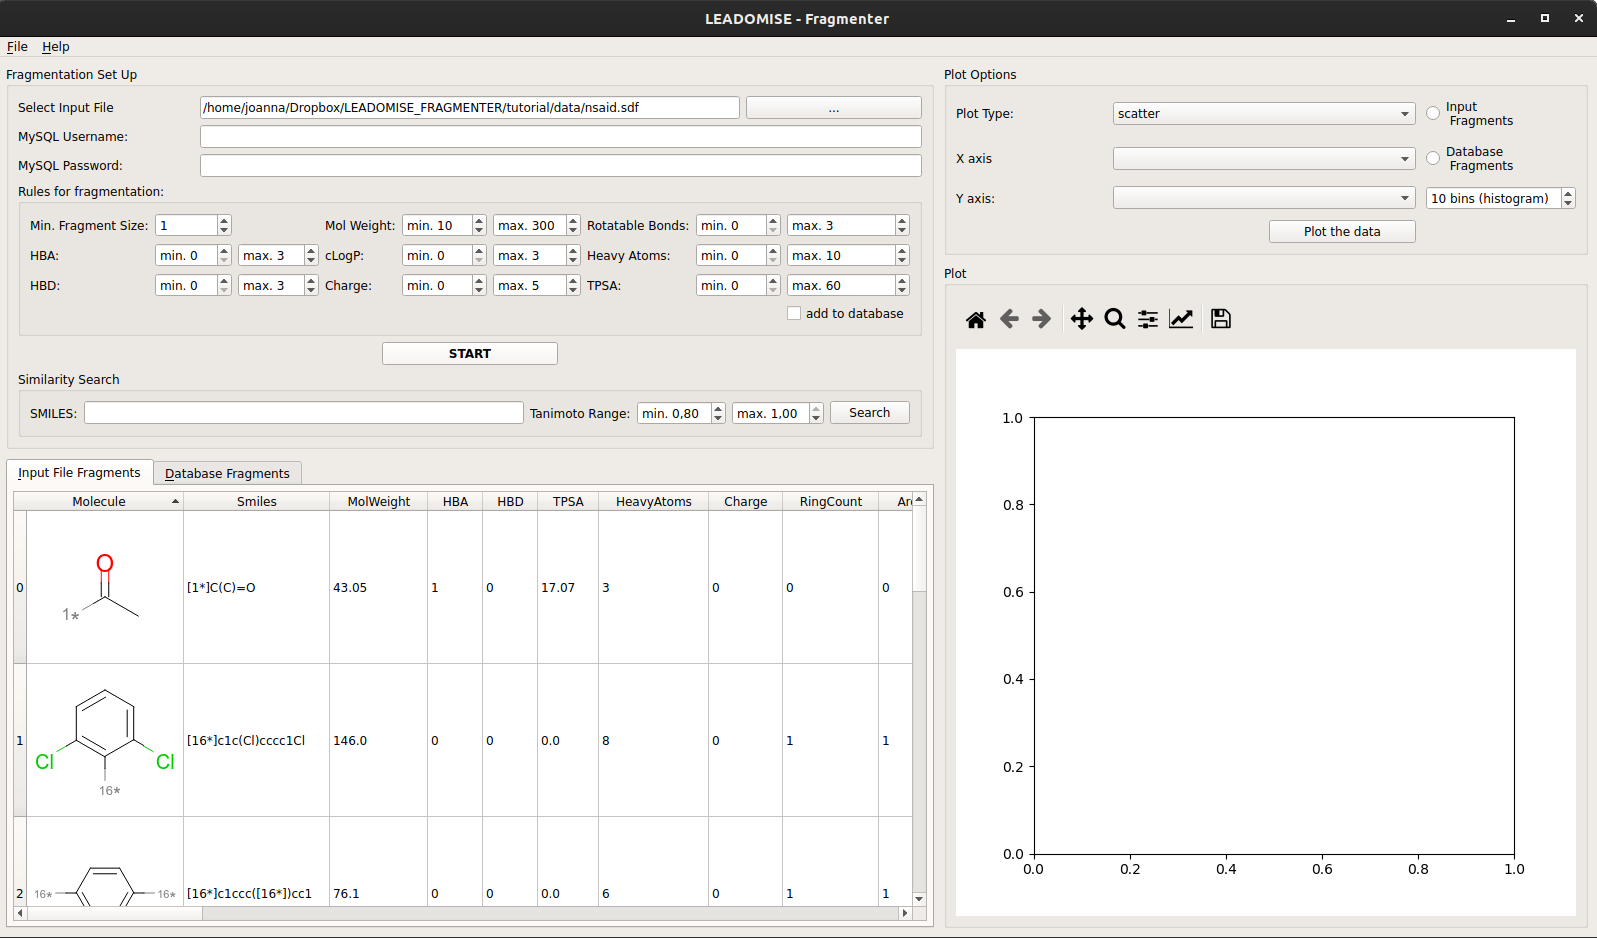 LEADOMISE - Fragmenter
File Help
Fragmentation Set Up
Select Input File /home/joanna/Dropbox/LEADOMISE_FRAGMENTER/tutorial/data/nsaid.sdf ...
MySQL Username:
MySQL Password:
Rules for fragmentation:
Min. Fragment Size: 1 Mol Weight: min. 10 max. 300 Rotatable Bonds: min. 0 max. 3
HBA: min. 0 max. 3 cLogP: min. 0 max. 3 Heavy Atoms: min. 0 max. 10
HBD: min. 0 max. 3 Charge: min. 0 max. 5 TPSA: min. 0 max. 60
add to database
START
Similarity Search
SMILES: Tanimoto Range: min. 0,80 max. 1,00 Search
Input File Fragments Database Fragments
Molecule Smiles MolWeight HBA HBD TPSA HeavyAtoms Charge RingCount
O
0 [1*]C(C)=O 43.05 1 0 17.07 3 0 0 0
1*
1 [16*]c1c(Cl)cccc1Cl 146.0 0 0 0.0 8 0 1 1
Cl Cl
16*
2 16* 16* [16*]c1ccc([16*])cc1 76.1 0 0 0.0 6 0 1 1
Plot Options
Plot Type: scatter Input
Fragments
X axis Database
Fragments
Y axis: 10 bins (histogram)
Plot the data
Plot
1.0
0.8
0.6
0.4
0.2
0.0
0.0 0.2 0.4 0.6 0.8 1.0